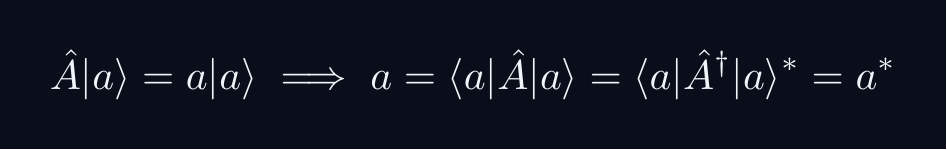 Â|a⟩ = a|a⟩ ⟹ a = ⟨a|Â|a⟩ = ⟨a|Â†|a⟩* = a*